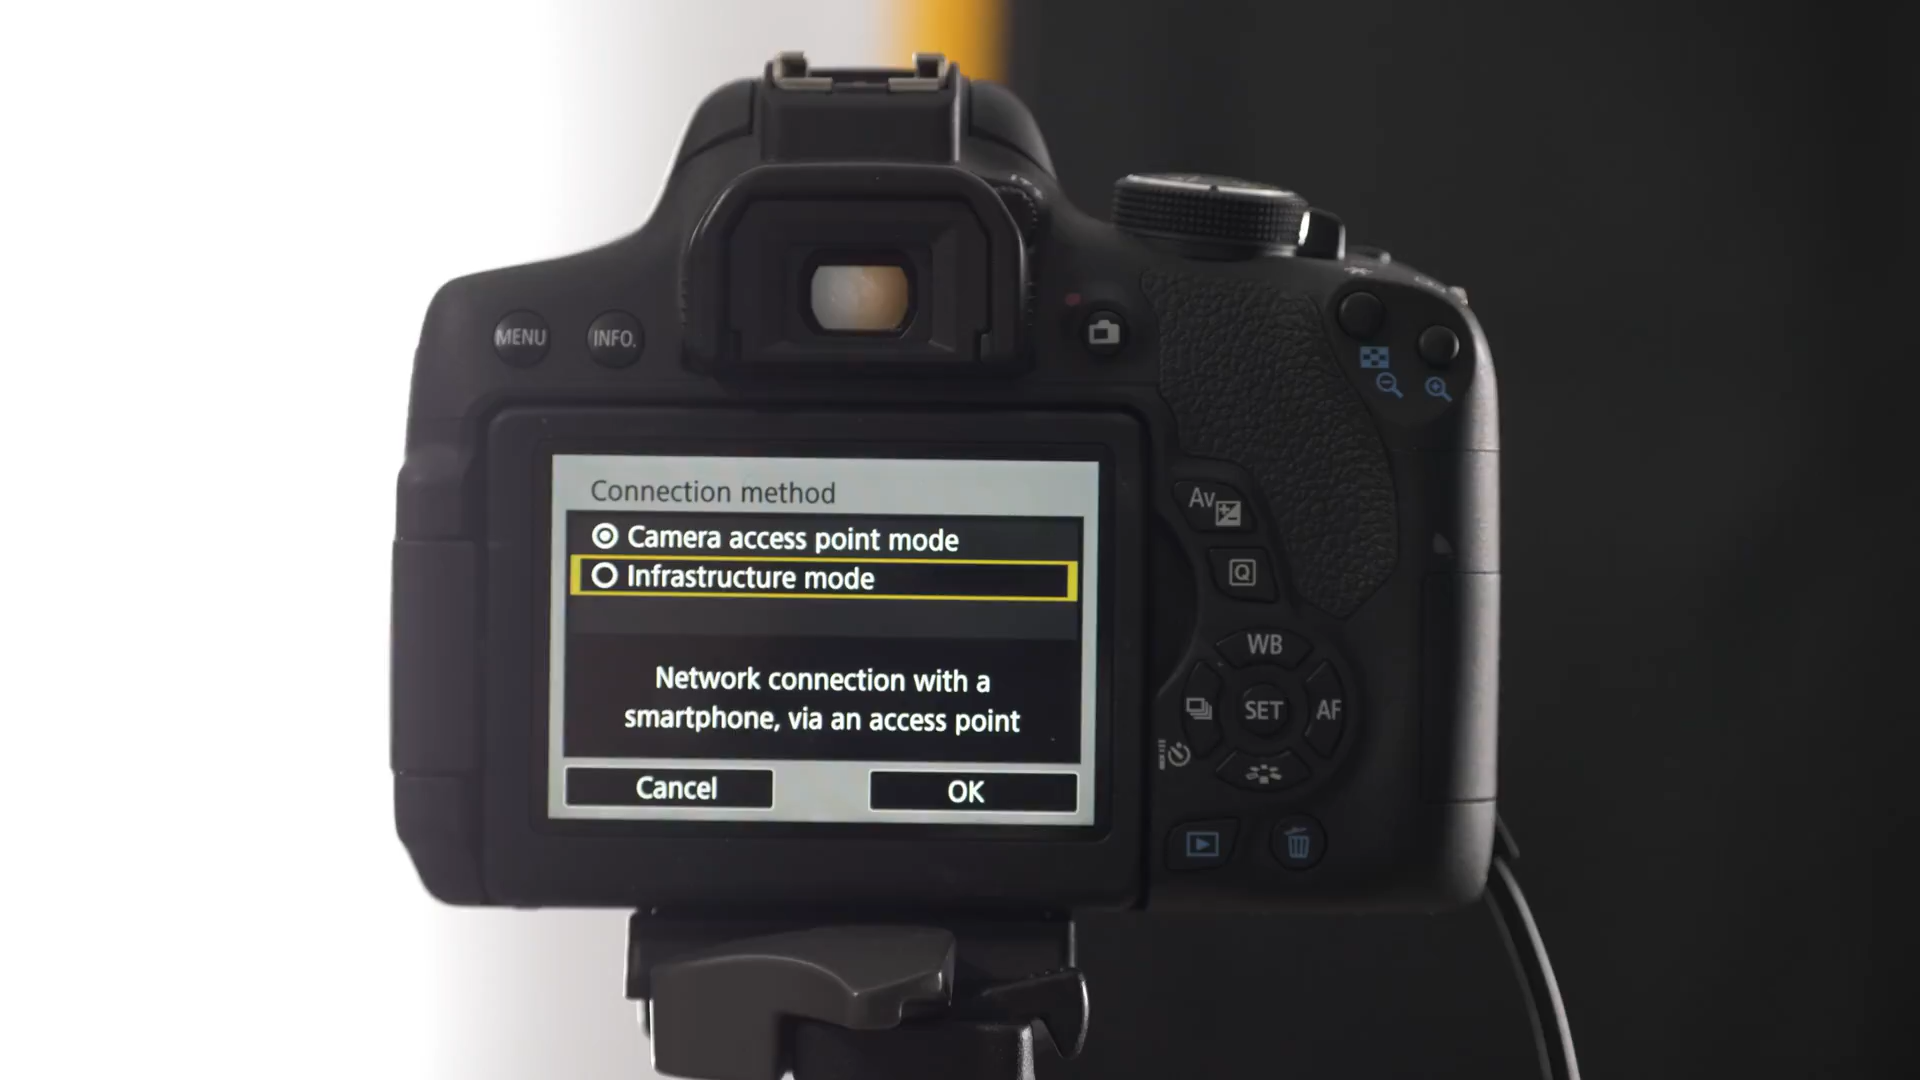 MENU
INFO.
Connection method
Camera access point mode
Infrastructure mode
Network connection with a
smartphone, via an access point
Cancel
OK
Av
Q
WB
SET
AF